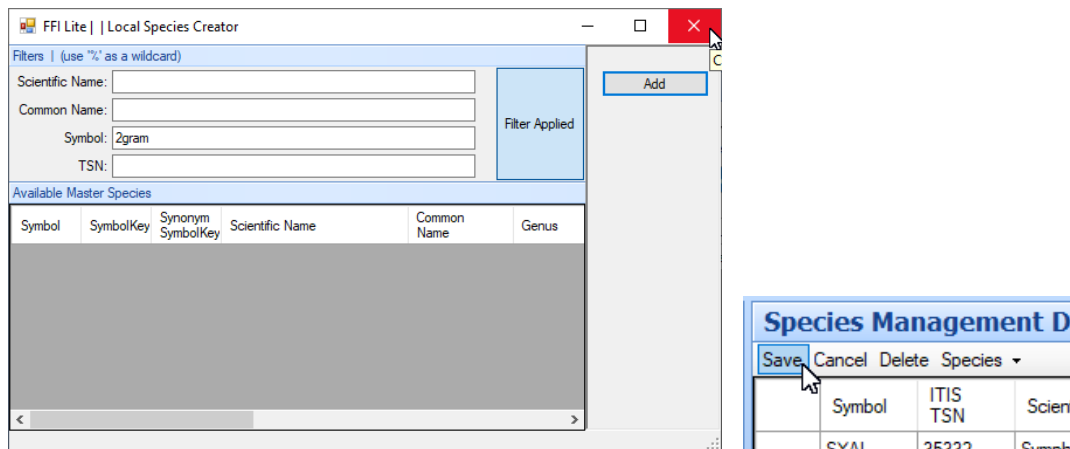 FFI Lite | | Local Species Creator
Filters | (use '%' as a wildcard)
Scientific Name:
Common Name:
Symbol: 2gram
TSN:
Filter Applied
Add
Available Master Species
Symbol SymbolKey Synonym SymbolKey Scientific Name Common Name Genus
Species Management D
Save Cancel Delete Species
Symbol ITIS TSN Scient
35332